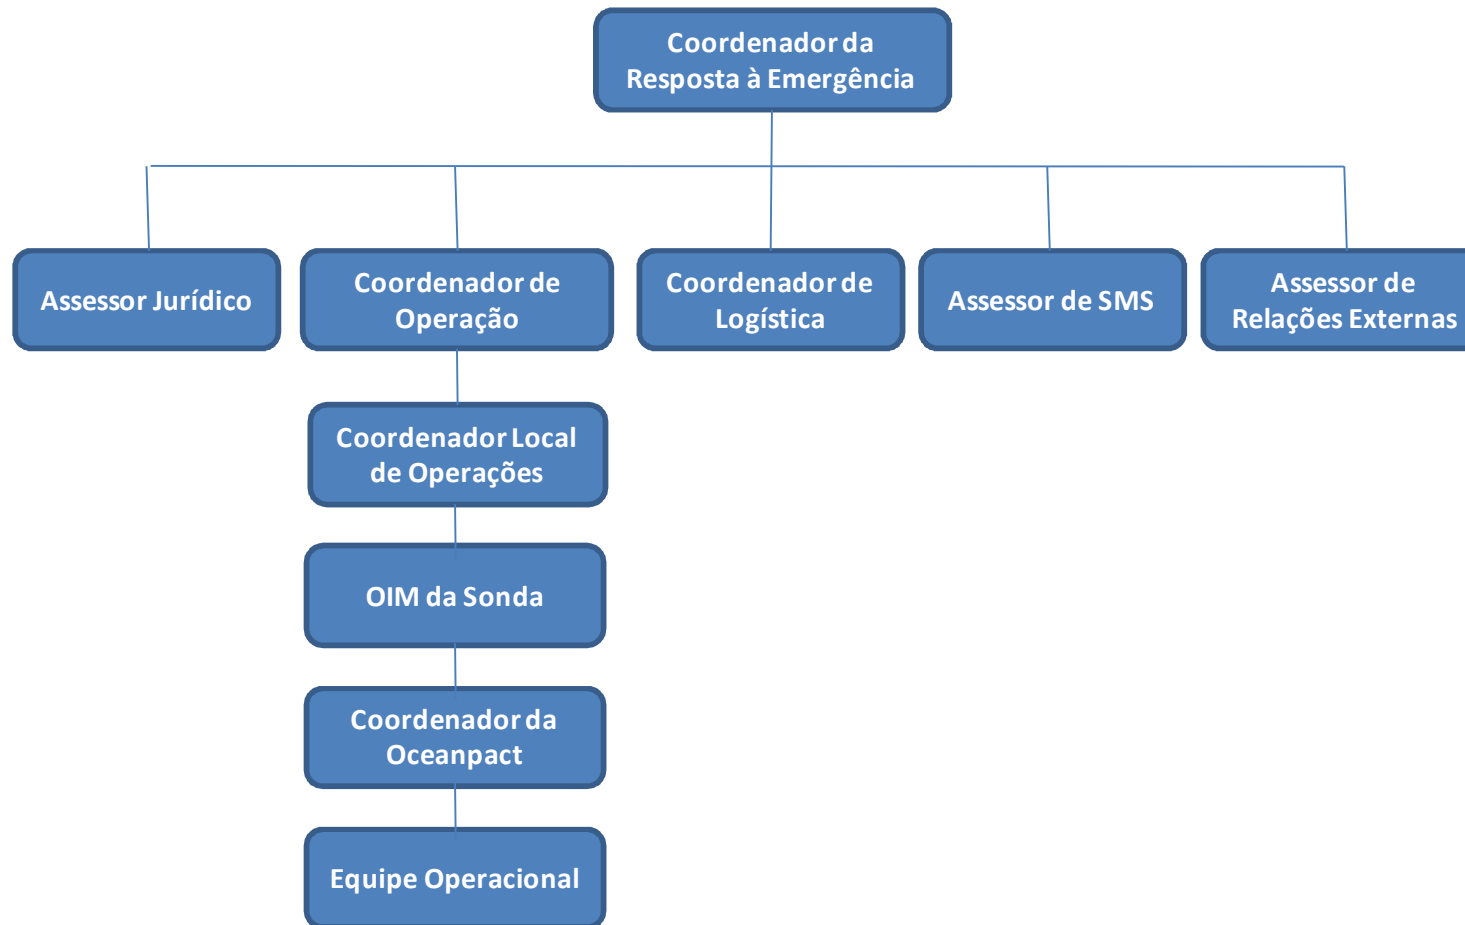 Coordenador da
Resposta à Emergência
Assessor Jurídico
Coordenador de
Operação
Coordenador de
Logística
Assessor de SMS
Assessor de
Relações Externas
Coordenador Local
de Operações
OIM da Sonda
Coordenador da
Oceanpact
Equipe Operacional